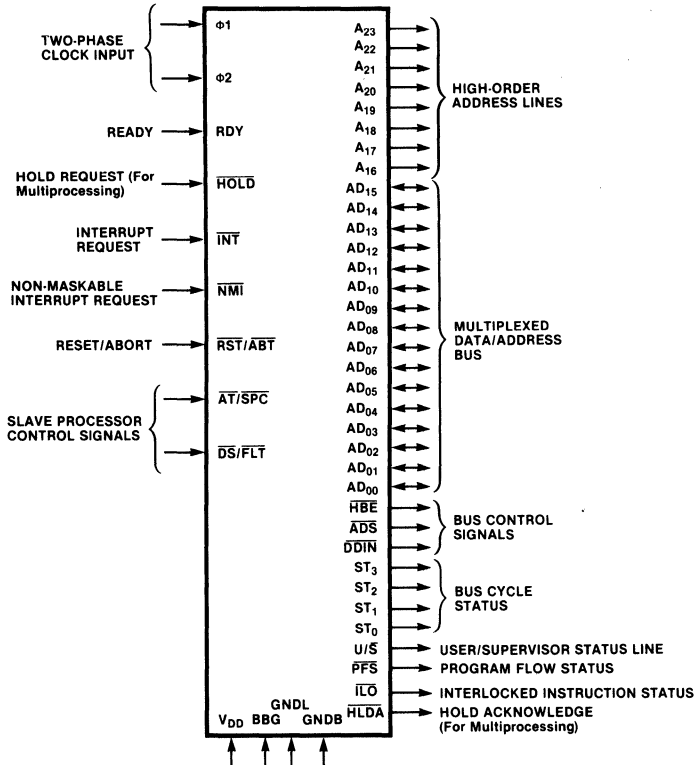 TWO-PHASE
CLOCK INPUT
Φ1
Φ2
READY
RDY
HOLD REQUEST (For
Multiprocessing)
HOLD
INTERRUPT
REQUEST
INT
NON-MASKABLE
INTERRUPT REQUEST
NMI
RESET/ABORT
RST/ABT
SLAVE PROCESSOR
CONTROL SIGNALS
AT/SPC
DS/FLT
A23
A22
A21
A20
A19
A18
A17
A16
HIGH-ORDER
ADDRESS LINES
AD15
AD14
AD13
AD12
AD11
AD10
AD09
AD08
AD07
AD06
AD05
AD04
AD03
AD02
AD01
AD00
MULTIPLEXED
DATA/ADDRESS
BUS
HBE
ADS
DDIN
BUS CONTROL
SIGNALS
ST3
ST2
ST1
ST0
BUS CYCLE
STATUS
U/S
USER/SUPERVISOR STATUS LINE
PFS
PROGRAM FLOW STATUS
ILO
INTERLOCKED INSTRUCTION STATUS
HLDA
HOLD ACKNOWLEDGE
(For Multiprocessing)
VDD BBG GNDL GNDB